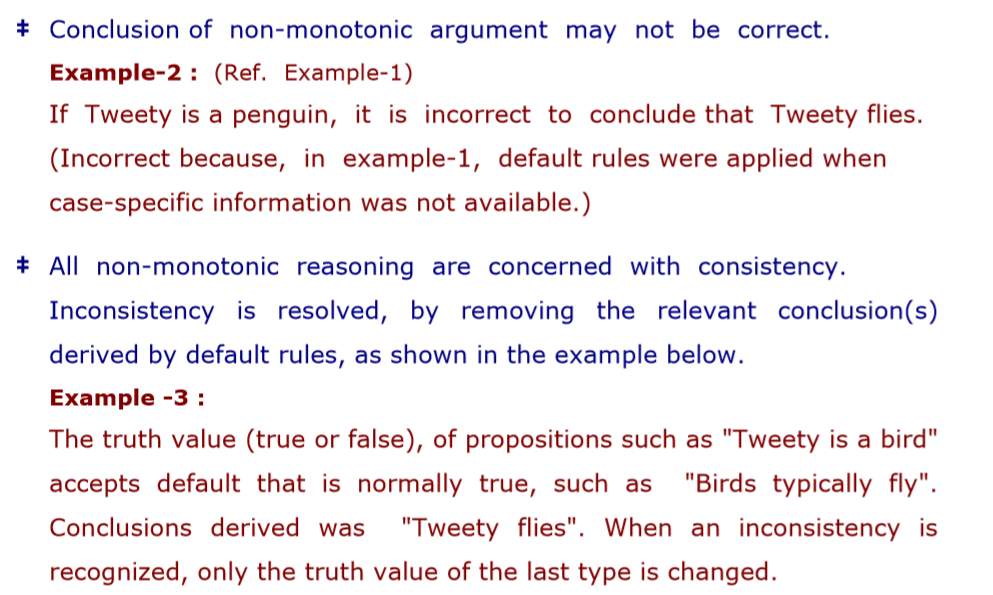 ‡ Conclusion of non-monotonic argument may not be correct.
Example-2 : (Ref. Example-1)
If Tweety is a penguin, it is incorrect to conclude that Tweety flies.
(Incorrect because, in example-1, default rules were applied when
case-specific information was not available.)
‡ All non-monotonic reasoning are concerned with consistency.
Inconsistency is resolved, by removing the relevant conclusion(s)
derived by default rules, as shown in the example below.
Example -3 :
The truth value (true or false), of propositions such as "Tweety is a bird"
accepts default that is normally true, such as "Birds typically fly".
Conclusions derived was "Tweety flies". When an inconsistency is
recognized, only the truth value of the last type is changed.